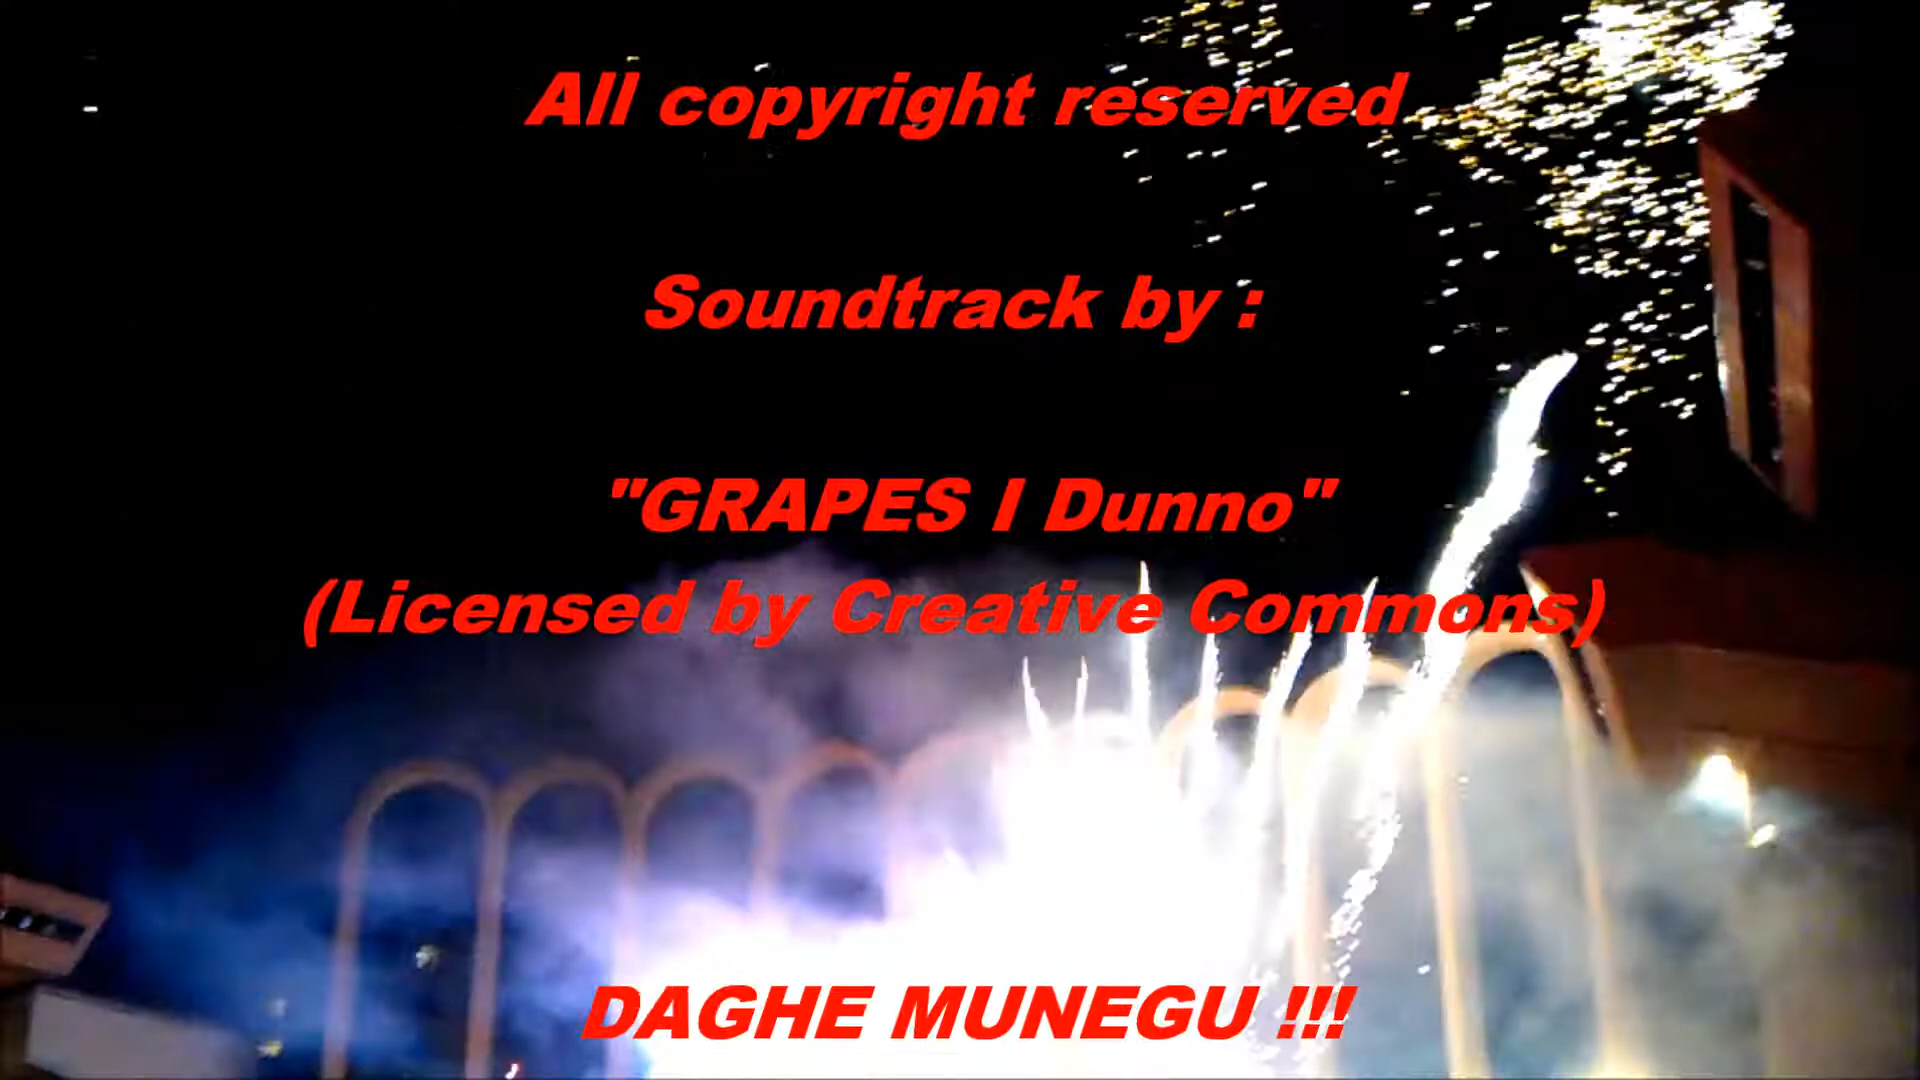 All copyright reserved
Soundtrack by :
"GRAPES I Dunno"
(Licensed by Creative Commons)
DAGHE MUNEGU !!!